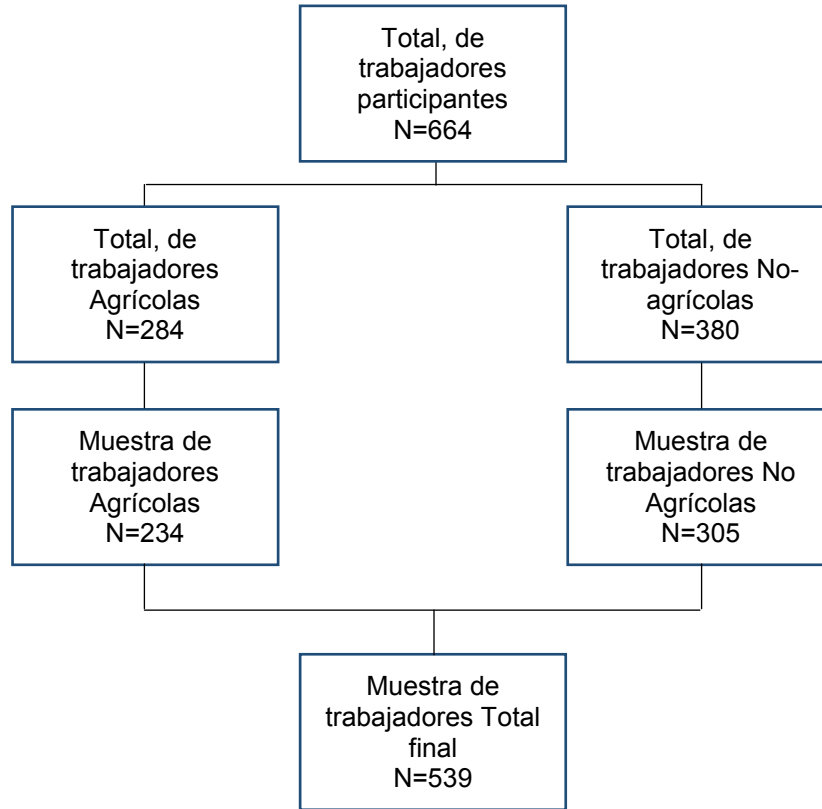 Total, de
trabajadores
participantes
N=664
Total, de
trabajadores
Agrícolas
N=284
Total, de
trabajadores No-
agrícolas
N=380
Muestra de
trabajadores
Agrícolas
N=234
Muestra de
trabajadores No
Agrícolas
N=305
Muestra de
trabajadores Total
final
N=539